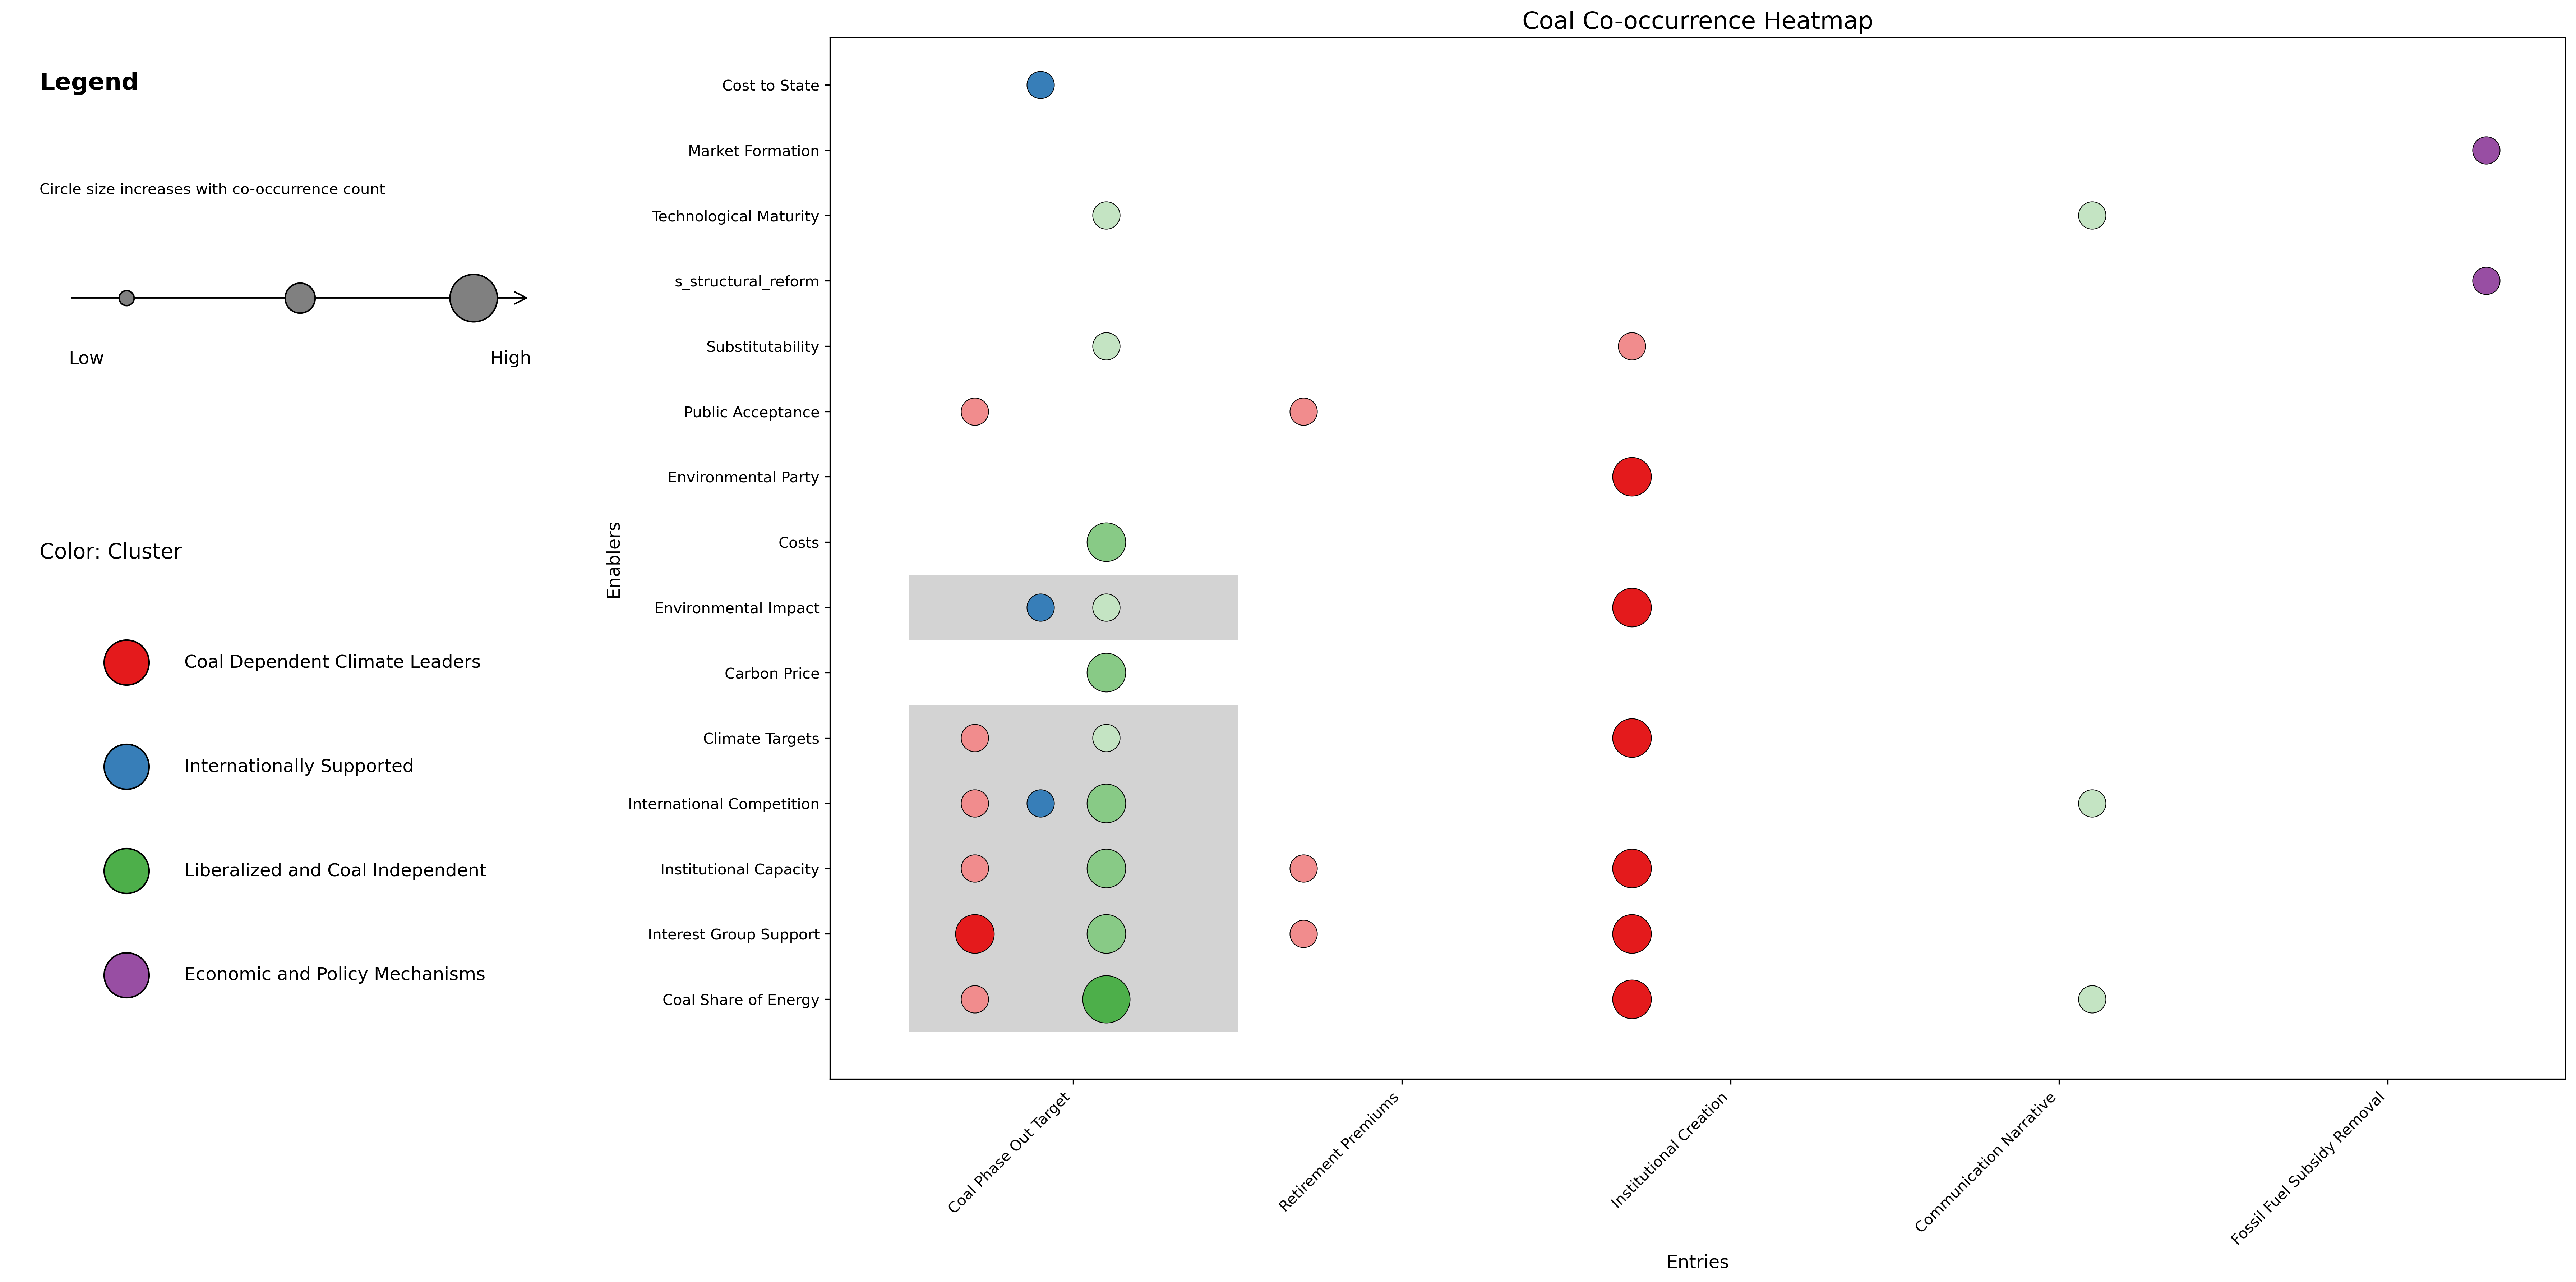 Coal Co-occurrence Heatmap
Legend
Circle size increases with co-occurrence count
Low
High
Color: Cluster
Coal Dependent Climate Leaders
Internationally Supported
Liberalized and Coal Independent
Economic and Policy Mechanisms
Enablers
Cost to State
Market Formation
Technological Maturity
s_structural_reform
Substitutability
Public Acceptance
Environmental Party
Costs
Environmental Impact
Carbon Price
Climate Targets
International Competition
Institutional Capacity
Interest Group Support
Coal Share of Energy
Coal Phase Out Target
Retirement Premiums
Institutional Creation
Communication Narrative
Fossil Fuel Subsidy Removal
Entries